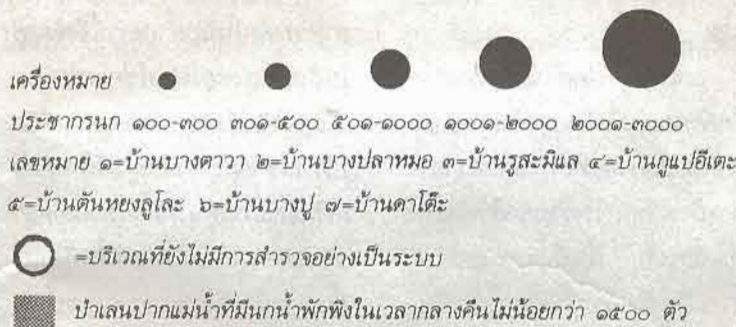 เครื่องหมาย
ประชากรนก ๑๐๐-๓๐๐ ๓๐๑-๕๐๐ ๕๐๑-๑๐๐๐ ๑๐๐๑-๒๐๐๐ ๒๐๐๑-๓๐๐๐
เลขหมาย ๑=บ้านบางตาวา ๒=บ้านบางปลาหมอ ๓=บ้านรูสะมิแล ๔=บ้านกูแปอีเตะ
๕=บ้านตันหยงลูโละ ๖=บ้านบางปู ๗=บ้านดาโต๊ะ
=บริเวณที่ยังไม่มีการสำรวจอย่างเป็นระบบ
ป่าเลนปากแม่น้ำที่มีนกน้ำพักพิงในเวลากลางคืนไม่น้อยกว่า ๑๕๐๐ ตัว